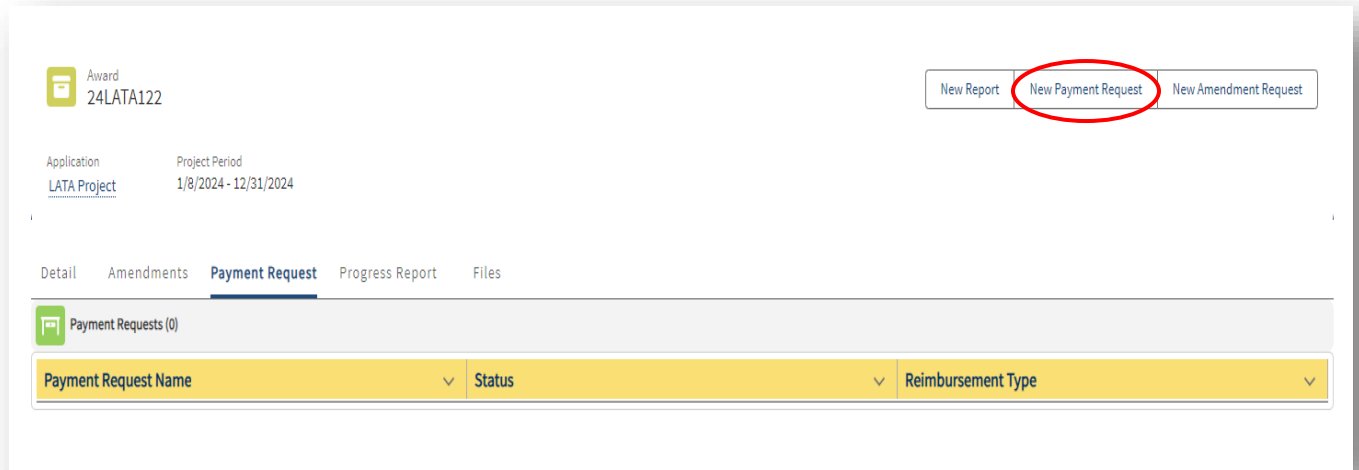 Award
24LATA122
New Report New Payment Request New Amendment Request
Application Project Period
LATA Project 1/8/2024 - 12/31/2024
Detail Amendments Payment Request Progress Report Files
Payment Requests (0)
Payment Request Name Status Reimbursement Type